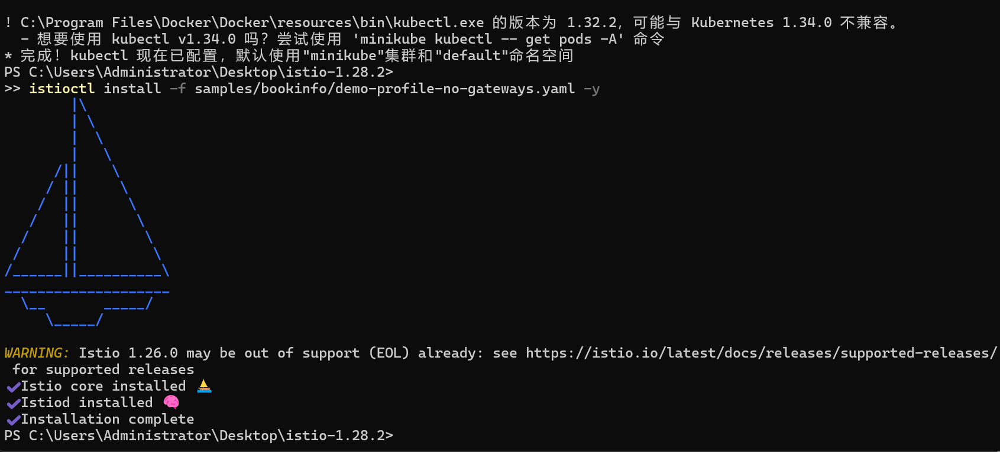 ! C:\Program Files\Docker\Docker\resources\bin\kubectl.exe 的版本为 1.32.2，可能与 Kubernetes 1.34.0 不兼容。
  - 想要使用 kubectl v1.34.0 吗？尝试使用 'minikube kubectl -- get pods -A' 命令
* 完成！kubectl 现在已配置，默认使用"minikube"集群和"default"命名空间
PS C:\Users\Administrator\Desktop\istio-1.28.2>
>> istioctl install -f samples/bookinfo/demo-profile-no-gateways.yaml -y
        |\
        | \
        |  \
        |   \
      /||    \
     / ||     \
    /  ||      \
   /   ||       \
  /    ||        \
 /     ||         \
/______||__________\
____________________
  \__       _____/
     \_____/
WARNING: Istio 1.26.0 may be out of support (EOL) already: see https://istio.io/latest/docs/releases/supported-releases/
 for supported releases
✔Istio core installed ⛵
✔Istiod installed 🧠
✔Installation complete
PS C:\Users\Administrator\Desktop\istio-1.28.2>